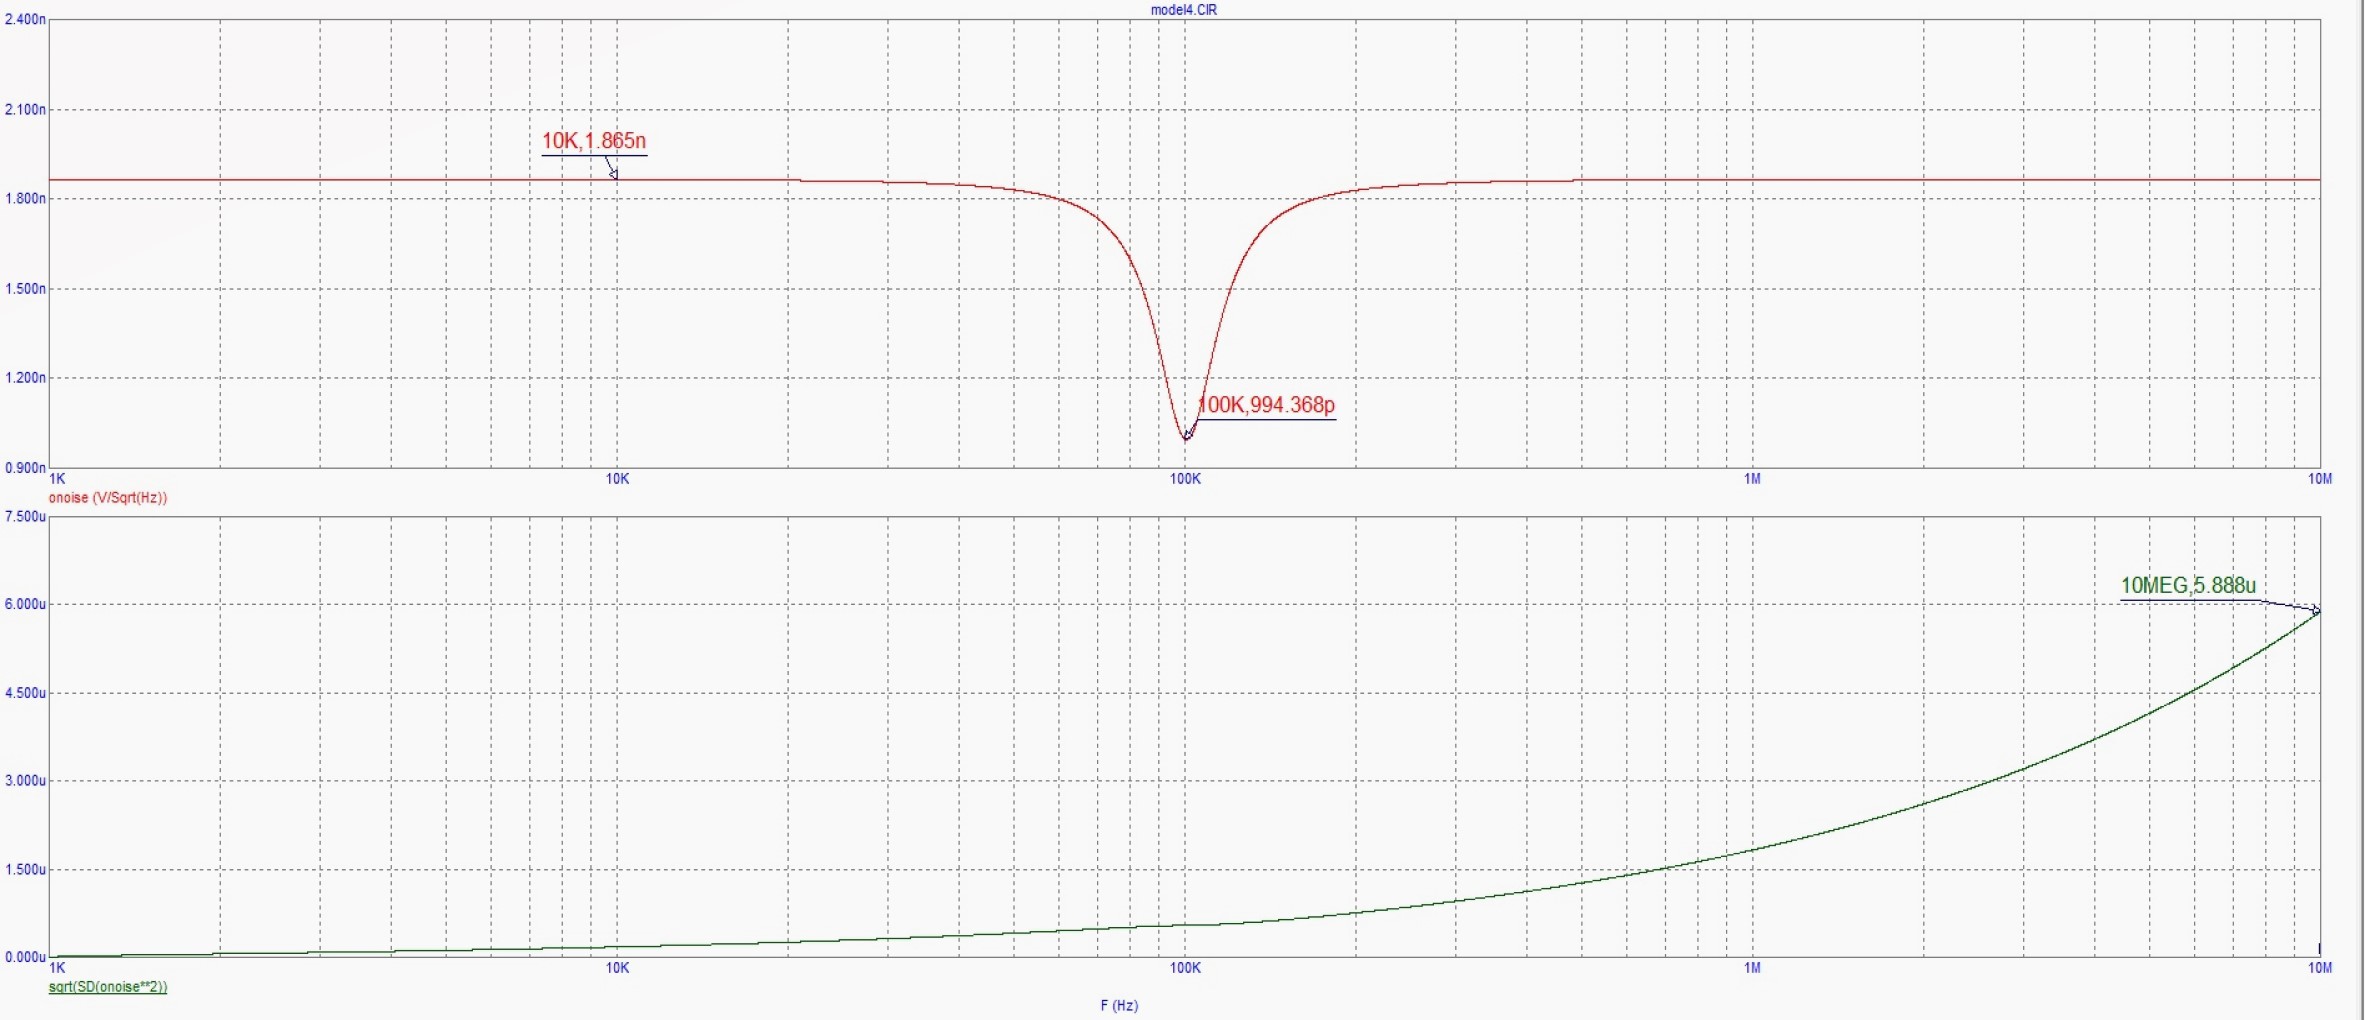 model4.CIR
2.400n
2.100n
10K,1.865n
1.800n
1.500n
1.200n
100K,994.368p
0.900n
1K 10K 100K 1M 10M
onoise (V/Sqrt(Hz))
7.500u
10MEG,5.888u
6.000u
4.500u
3.000u
1.500u
0.000u
1K 10K 100K 1M 10M
sqrt(SD(onoise**2))
F (Hz)